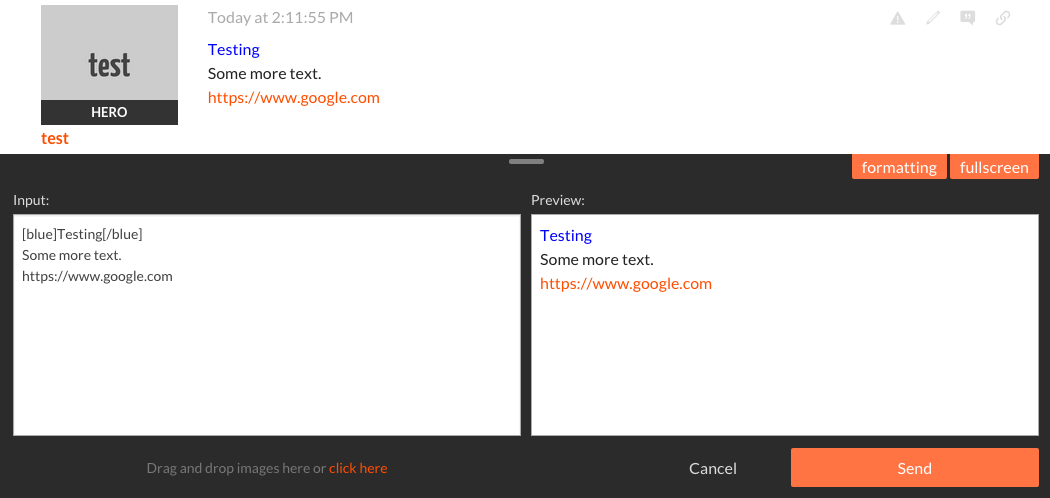 test
HERO
test
Today at 2:11:55 PM
Testing
Some more text.
https://www.google.com
formatting fullscreen
Input:
[blue]Testing[/blue]
Some more text.
https://www.google.com
Preview:
Testing
Some more text.
https://www.google.com
Drag and drop images here or click here
Cancel
Send